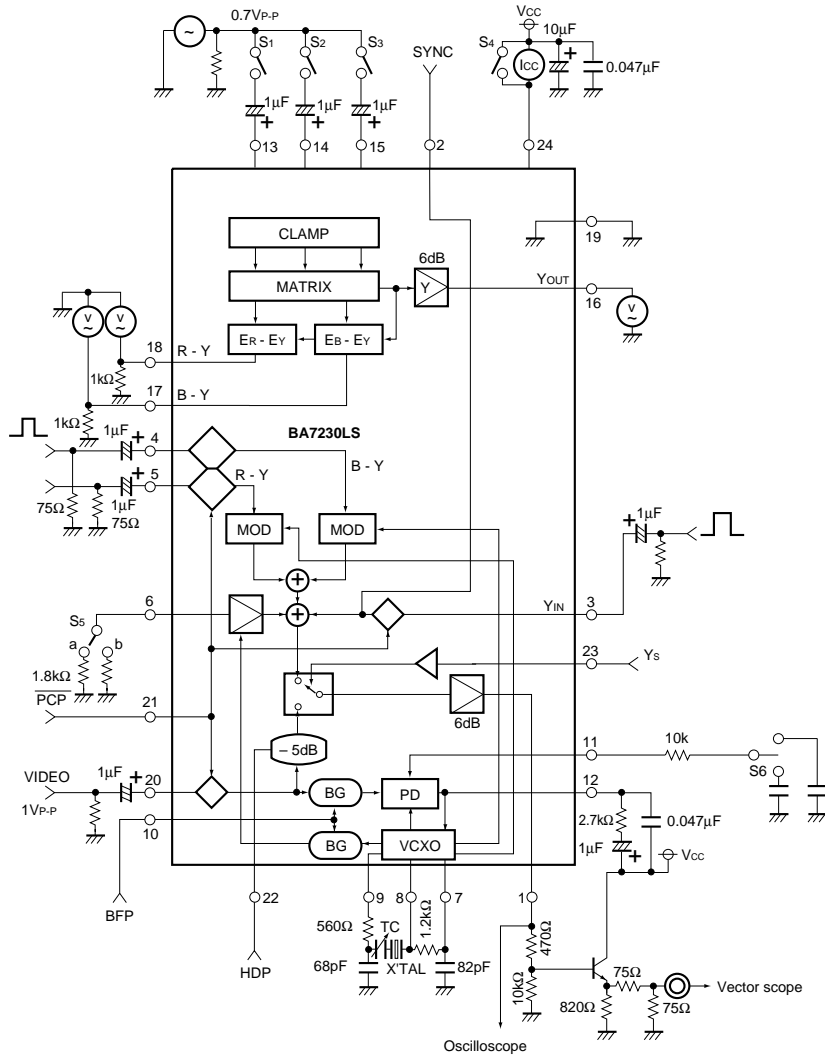 0.7VP-P
S1
S2
S3
1μF
1μF
1μF
SYNC
S4
VCC
ICC
10μF
0.047μF
13
14
15
2
24
CLAMP
MATRIX
6dB
Y
YOUT
16
19
V
V
V
ER - EY
EB - EY
18
R - Y
1kΩ
17
B - Y
1kΩ
BA7230LS
1μF
4
5
R - Y
B - Y
75Ω
1μF
75Ω
MOD
MOD
1μF
6
S5
a
b
1.8kΩ
PCP
21
YIN
3
23
YS
6dB
– 5dB
11
10k
S6
VIDEO
1μF
20
1VP-P
10
BG
PD
12
2.7kΩ
0.047μF
1μF
VCC
BG
VCXO
BFP
22
9
8
7
1
HDP
560Ω
TC
1.2kΩ
68pF
X'TAL
82pF
470Ω
10kΩ
75Ω
820Ω
75Ω
Vector scope
Oscilloscope